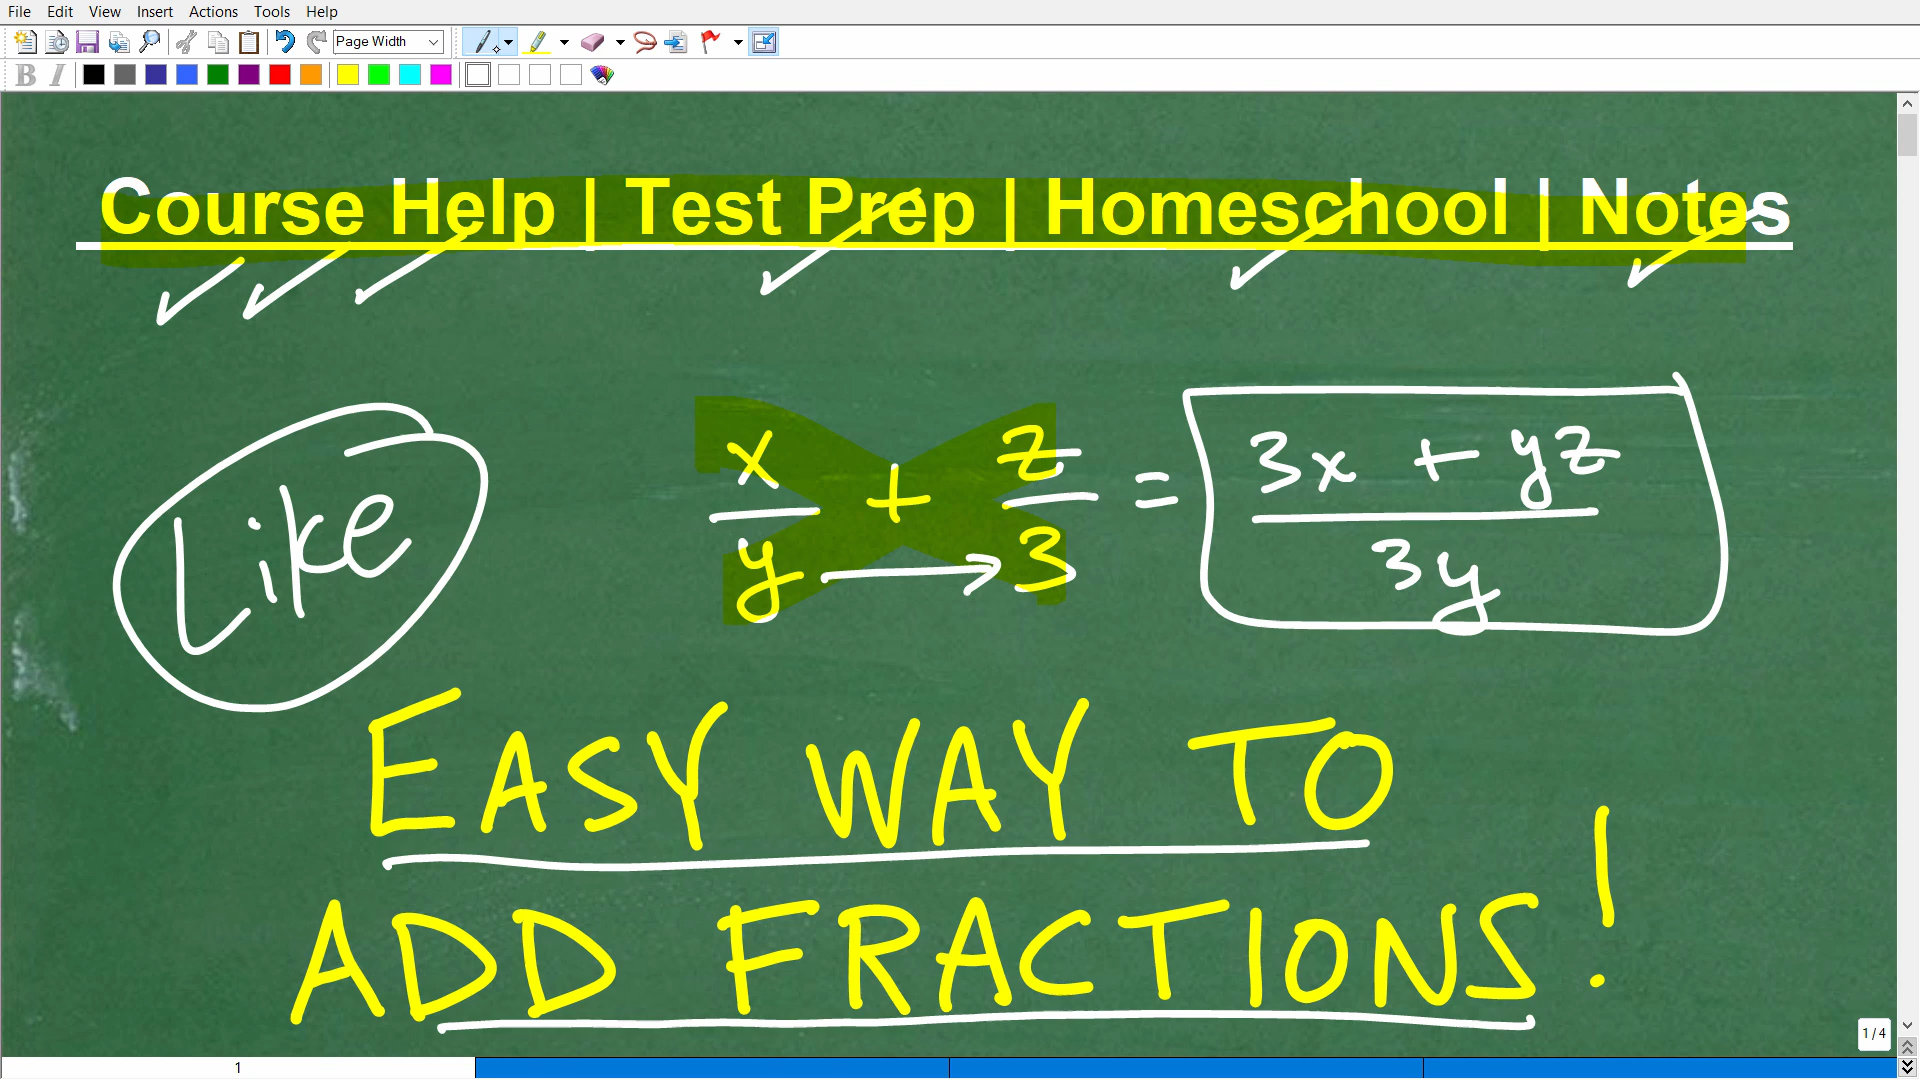 File Edit View Insert Actions Tools Help
Page Width
B I
Course Help | Test Prep | Homeschool | Notes
Like
x/y + z/3 = (3x + yz)/3y
EASY WAY TO
ADD FRACTIONS!
1 / 4
1